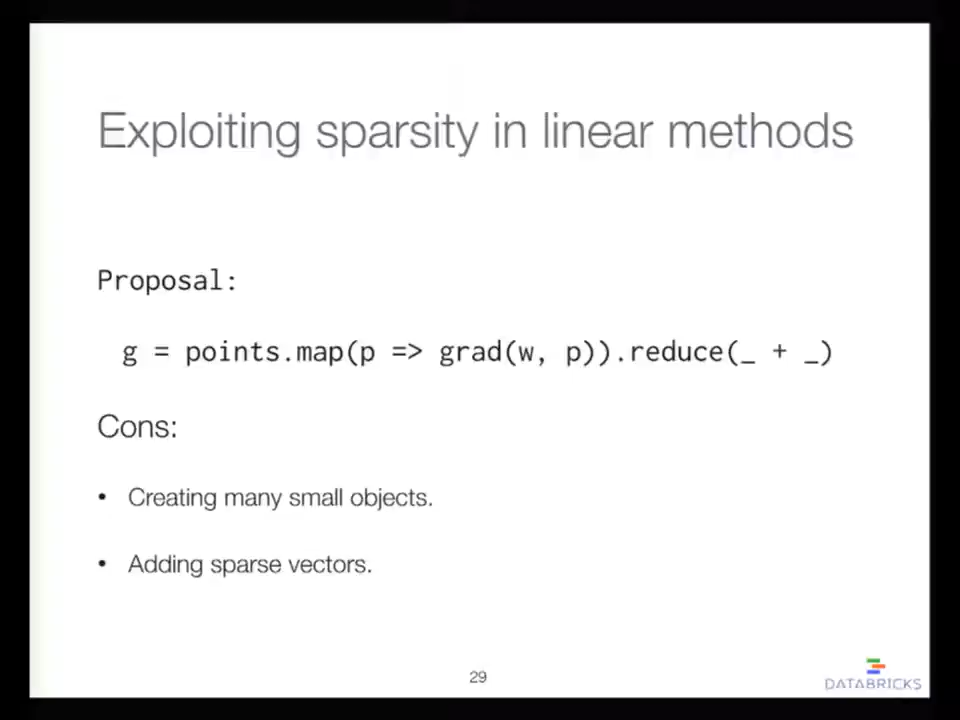 Exploiting sparsity in linear methods
Proposal:
g = points.map(p => grad(w, p)).reduce(_ + _)
Cons:
• Creating many small objects.
• Adding sparse vectors.
29
DATABRICKS